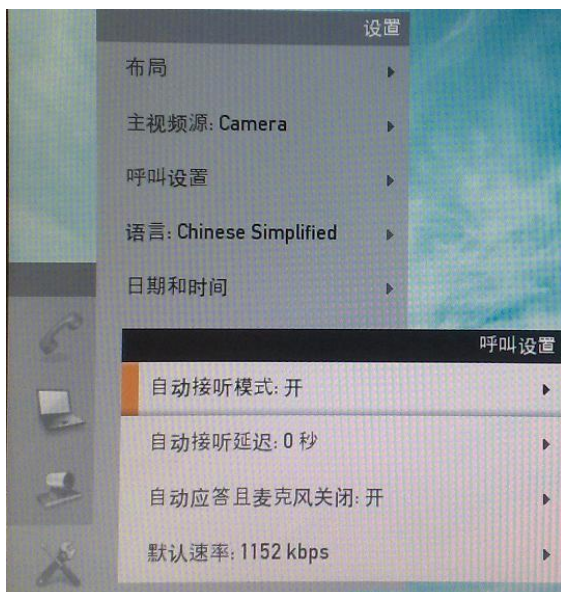 设置
布局
主视频源: Camera
呼叫设置
语言: Chinese Simplified
日期和时间
呼叫设置
自动接听模式: 开
自动接听延迟: 0 秒
自动应答且麦克风关闭: 开
默认速率: 1152 kbps